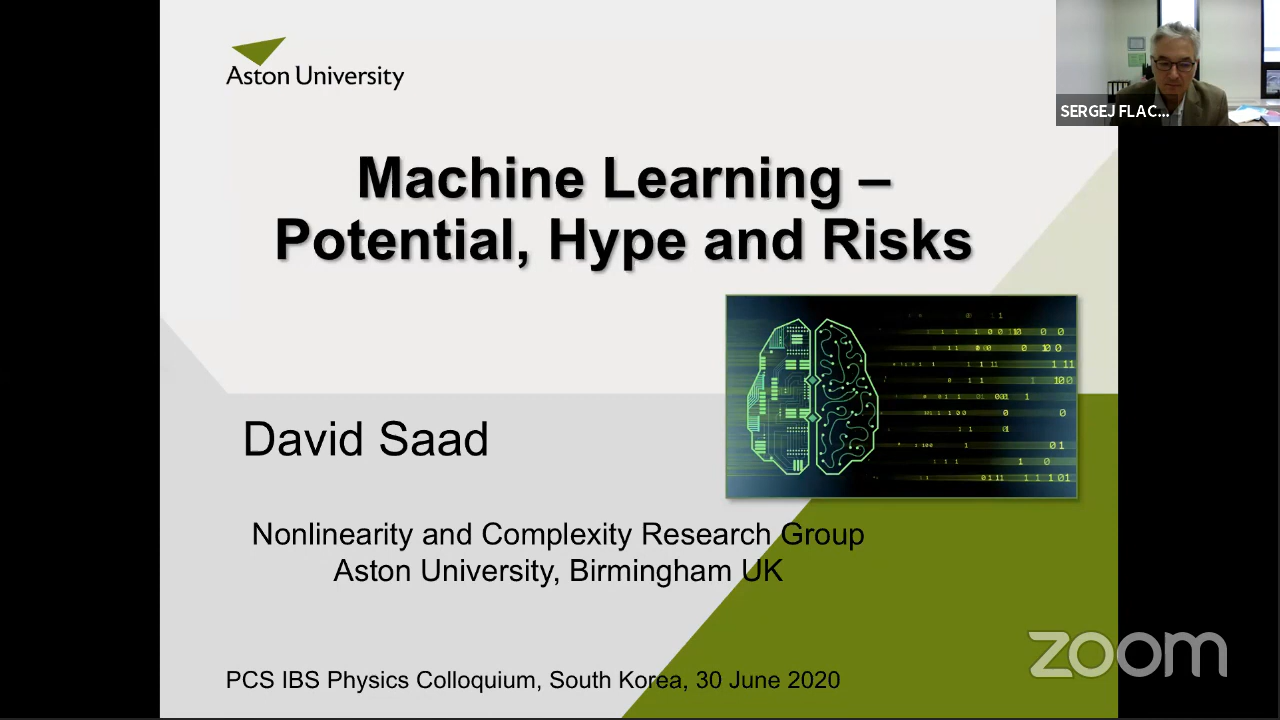 Aston University
SERGEJ FLAC...
Machine Learning –
Potential, Hype and Risks
David Saad
Nonlinearity and Complexity Research Group
Aston University, Birmingham UK
PCS IBS Physics Colloquium, South Korea, 30 June 2020
zoom